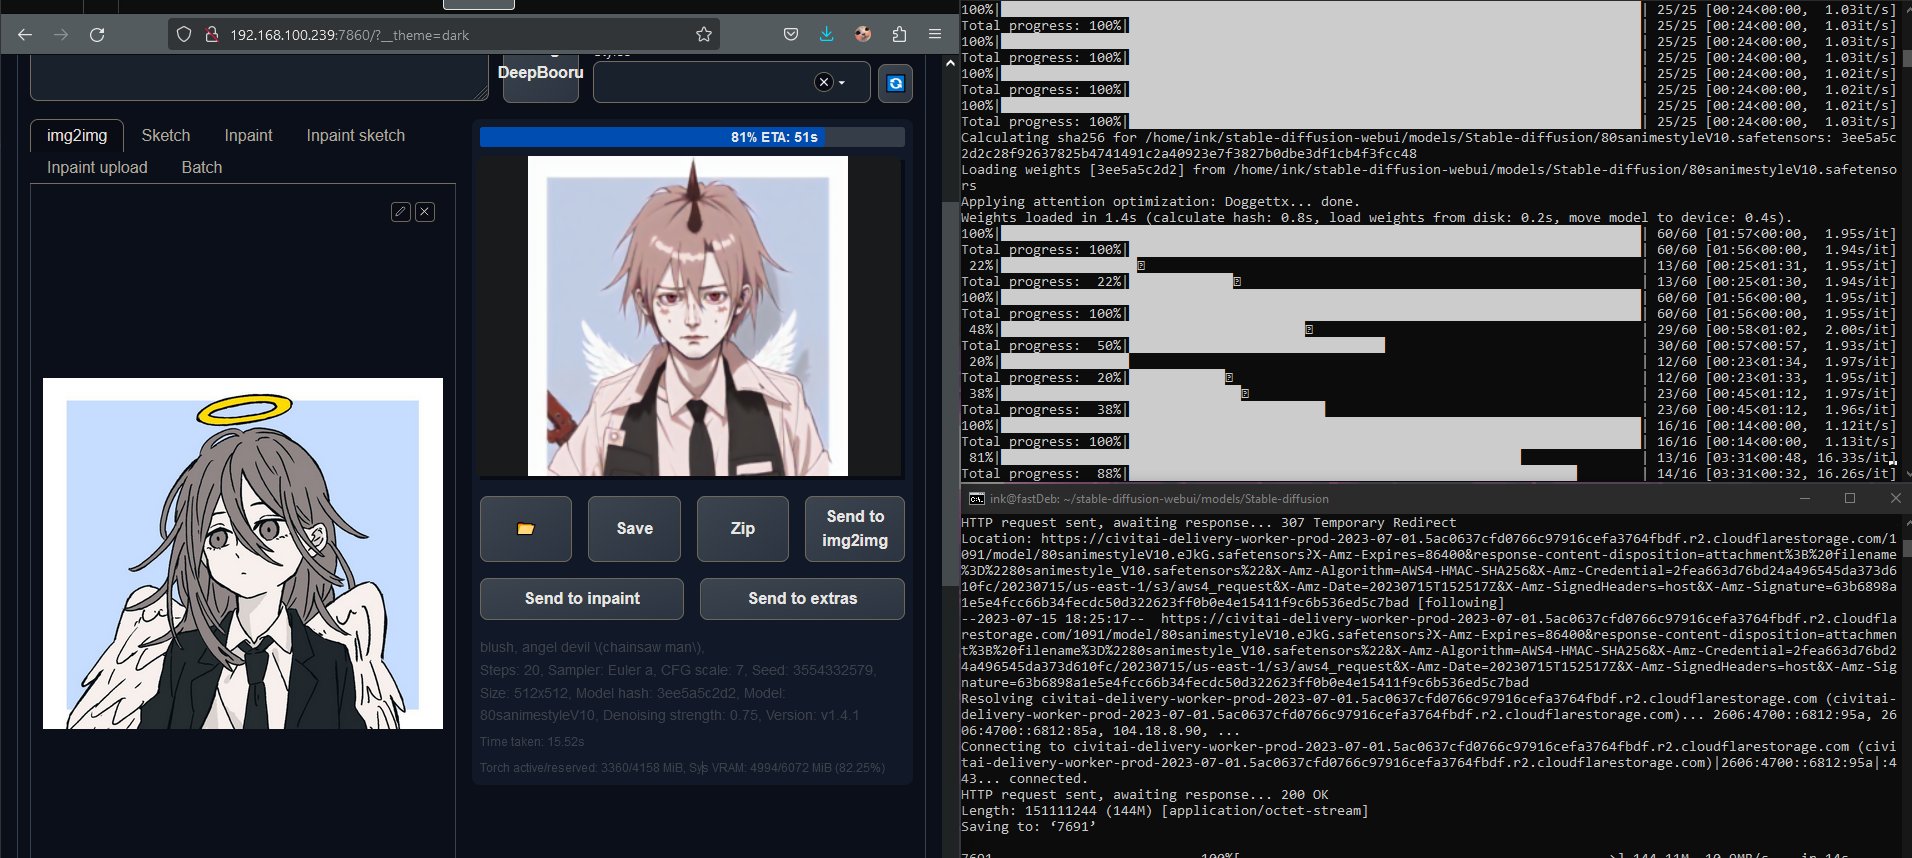 192.168.100.239:7860/?__theme=dark
DeepBooru
img2img
Sketch
Inpaint
Inpaint sketch
Inpaint upload
Batch
81% ETA: 51s
Save
Zip
Send to
img2img
Send to inpaint
Send to extras
blush, angel devil \(chainsaw man\),
Steps: 20, Sampler: Euler a, CFG scale: 7, Seed: 3554332579,
Size: 512x512, Model hash: 3ee5a5c2d2, Model:
80sanimestyleV10, Denoising strength: 0.75, Version: v1.4.1
Time taken: 15.52s
Torch active/reserved: 3360/4158 MiB, Sys VRAM: 4994/6072 MiB (82.25%)
100%| | 25/25 [00:24<00:00, 1.03it/s]
Total progress: 100%| | 25/25 [00:24<00:00, 1.03it/s]
100%| | 25/25 [00:24<00:00, 1.03it/s]
Total progress: 100%| | 25/25 [00:24<00:00, 1.03it/s]
100%| | 25/25 [00:24<00:00, 1.02it/s]
Total progress: 100%| | 25/25 [00:24<00:00, 1.02it/s]
100%| | 25/25 [00:24<00:00, 1.02it/s]
Total progress: 100%| | 25/25 [00:24<00:00, 1.02it/s]
Calculating sha256 for /home/ink/stable-diffusion-webui/models/Stable-diffusion/80sanimestyleV10.safetensors: 3ee5a5c
2d2c28f92637825b4741491c2a40923e7f3827b0dbe3df1cb4f3fcc48
Loading weights [3ee5a5c2d2] from /home/ink/stable-diffusion-webui/models/Stable-diffusion/80sanimestyleV10.safetenso
rs
Applying attention optimization: Doggettx... done.
Weights loaded in 1.4s (calculate hash: 0.8s, load weights from disk: 0.2s, move model to device: 0.4s).
100%| | 60/60 [01:57<00:00, 1.95s/it]
Total progress: 100%| | 60/60 [01:56<00:00, 1.94s/it]
22%| | 13/60 [00:25<01:31, 1.95s/it]
Total progress: 22%| | 13/60 [00:25<01:30, 1.94s/it]
100%| | 60/60 [01:56<00:00, 1.95s/it]
Total progress: 100%| | 60/60 [01:56<00:00, 1.95s/it]
48%| | 29/60 [00:58<01:02, 2.00s/it]
Total progress: 50%| | 30/60 [00:57<00:57, 1.93s/it]
20%| | 12/60 [00:23<01:34, 1.97s/it]
Total progress: 20%| | 12/60 [00:23<01:33, 1.95s/it]
38%| | 23/60 [00:45<01:12, 1.97s/it]
Total progress: 38%| | 23/60 [00:45<01:12, 1.96s/it]
100%| | 16/16 [00:14<00:00, 1.12it/s]
Total progress: 100%| | 16/16 [00:14<00:00, 1.13it/s]
81%| | 13/16 [03:31<00:48, 16.33s/it]
Total progress: 88%| | 14/16 [03:31<00:32, 16.26s/it]
ink@fastDeb: ~/stable-diffusion-webui/models/Stable-diffusion
HTTP request sent, awaiting response... 307 Temporary Redirect
Location: https://civitai-delivery-worker-prod-2023-07-01.5ac0637cfd0766c97916cefa3764fbdf.r2.cloudflarestorage.com/1
091/model/80sanimestyleV10.eJkG.safetensors?X-Amz-Expires=86400&response-content-disposition=attachment%3B%20filename
%3D%2280sanimestyle_V10.safetensors%22&X-Amz-Algorithm=AWS4-HMAC-SHA256&X-Amz-Credential=2fea663d76bd24a496545da373d6
10fc/20230715/us-east-1/s3/aws4_request&X-Amz-Date=20230715T152517Z&X-Amz-SignedHeaders=host&X-Amz-Signature=63b6898a
1e5e4fcc66b34fecdc50d322623ff0b0e4e15411f9c6b536ed5c7bad [following]
--2023-07-15 18:25:17-- https://civitai-delivery-worker-prod-2023-07-01.5ac0637cfd0766c97916cefa3764fbdf.r2.cloudfla
restorage.com/1091/model/80sanimestyleV10.eJkG.safetensors?X-Amz-Expires=86400&response-content-disposition=attachmen
t%3B%20filename%3D%2280sanimestyle_V10.safetensors%22&X-Amz-Algorithm=AWS4-HMAC-SHA256&X-Amz-Credential=2fea663d76bd2
4a496545da373d610fc/20230715/us-east-1/s3/aws4_request&X-Amz-Date=20230715T152517Z&X-Amz-SignedHeaders=host&X-Amz-Sig
nature=63b6898a1e5e4fcc66b34fecdc50d322623ff0b0e4e15411f9c6b536ed5c7bad
Resolving civitai-delivery-worker-prod-2023-07-01.5ac0637cfd0766c97916cefa3764fbdf.r2.cloudflarestorage.com (civitai-
delivery-worker-prod-2023-07-01.5ac0637cfd0766c97916cefa3764fbdf.r2.cloudflarestorage.com)... 2606:4700::6812:95a, 26
06:4700::6812:85a, 104.18.8.90, ...
Connecting to civitai-delivery-worker-prod-2023-07-01.5ac0637cfd0766c97916cefa3764fbdf.r2.cloudflarestorage.com (civi
tai-delivery-worker-prod-2023-07-01.5ac0637cfd0766c97916cefa3764fbdf.r2.cloudflarestorage.com)|2606:4700::6812:95a|:4
43... connected.
HTTP request sent, awaiting response... 200 OK
Length: 151111244 (144M) [application/octet-stream]
Saving to: ‘7691’